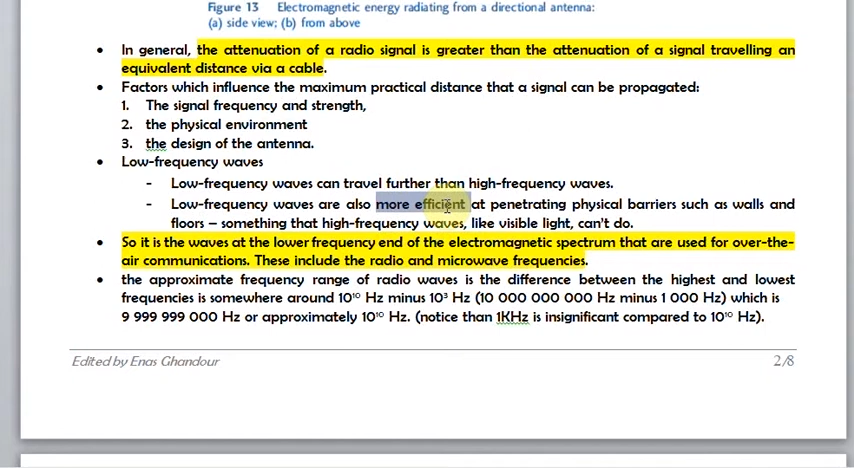 Figure 13 Electromagnetic energy radiating from a directional antenna:
(a) side view; (b) from above
• In general, the attenuation of a radio signal is greater than the attenuation of a signal travelling an
equivalent distance via a cable.
• Factors which influence the maximum practical distance that a signal can be propagated:
1. The signal frequency and strength,
2. the physical environment
3. the design of the antenna.
• Low-frequency waves
- Low-frequency waves can travel further than high-frequency waves.
- Low-frequency waves are also more efficient at penetrating physical barriers such as walls and
floors – something that high-frequency waves, like visible light, can't do.
• So it is the waves at the lower frequency end of the electromagnetic spectrum that are used for over-the-
air communications. These include the radio and microwave frequencies.
• the approximate frequency range of radio waves is the difference between the highest and lowest
frequencies is somewhere around 10¹⁰ Hz minus 10³ Hz (10 000 000 000 Hz minus 1 000 Hz) which is
9 999 999 000 Hz or approximately 10¹⁰ Hz. (notice than 1KHz is insignificant compared to 10¹⁰ Hz).
Edited by Enas Ghandour 2/8